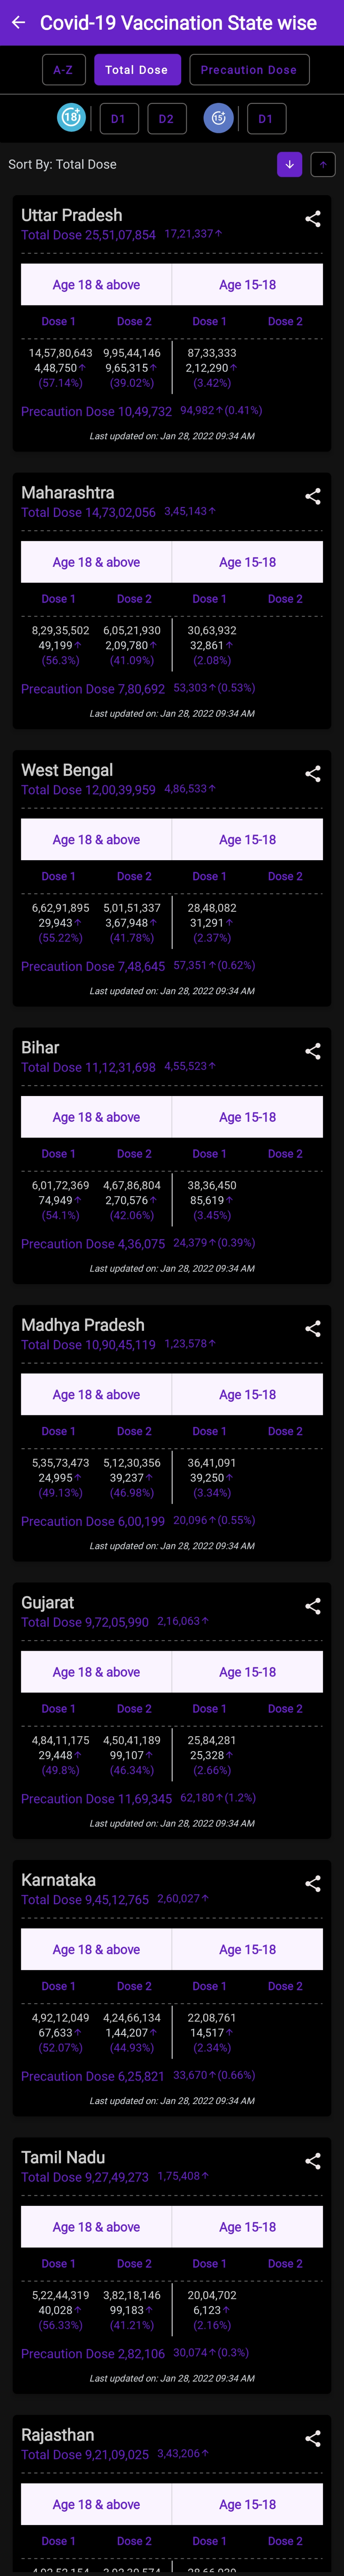 Covid-19 Vaccination State wise
A-Z Total Dose Precaution Dose
18+ D1 D2 15+ D1
Sort By: Total Dose
Uttar Pradesh
Total Dose 25,51,07,854 17,21,337↑
Age 18 & above Age 15-18
Dose 1 Dose 2 Dose 1 Dose 2
14,57,80,643 9,95,44,146 87,33,333
4,48,750↑ 9,65,315↑ 2,12,290↑
(57.14%) (39.02%) (3.42%)
Precaution Dose 10,49,732 94,982↑(0.41%)
Last updated on: Jan 28, 2022 09:34 AM
Maharashtra
Total Dose 14,73,02,056 3,45,143↑
Age 18 & above Age 15-18
Dose 1 Dose 2 Dose 1 Dose 2
8,29,35,502 6,05,21,930 30,63,932
49,199↑ 2,09,780↑ 32,861↑
(56.3%) (41.09%) (2.08%)
Precaution Dose 7,80,692 53,303↑(0.53%)
Last updated on: Jan 28, 2022 09:34 AM
West Bengal
Total Dose 12,00,39,959 4,86,533↑
Age 18 & above Age 15-18
Dose 1 Dose 2 Dose 1 Dose 2
6,62,91,895 5,01,51,337 28,48,082
29,943↑ 3,67,948↑ 31,291↑
(55.22%) (41.78%) (2.37%)
Precaution Dose 7,48,645 57,351↑(0.62%)
Last updated on: Jan 28, 2022 09:34 AM
Bihar
Total Dose 11,12,31,698 4,55,523↑
Age 18 & above Age 15-18
Dose 1 Dose 2 Dose 1 Dose 2
6,01,72,369 4,67,86,804 38,36,450
74,949↑ 2,70,576↑ 85,619↑
(54.1%) (42.06%) (3.45%)
Precaution Dose 4,36,075 24,379↑(0.39%)
Last updated on: Jan 28, 2022 09:34 AM
Madhya Pradesh
Total Dose 10,90,45,119 1,23,578↑
Age 18 & above Age 15-18
Dose 1 Dose 2 Dose 1 Dose 2
5,35,73,473 5,12,30,356 36,41,091
24,995↑ 39,237↑ 39,250↑
(49.13%) (46.98%) (3.34%)
Precaution Dose 6,00,199 20,096↑(0.55%)
Last updated on: Jan 28, 2022 09:34 AM
Gujarat
Total Dose 9,72,05,990 2,16,063↑
Age 18 & above Age 15-18
Dose 1 Dose 2 Dose 1 Dose 2
4,84,11,175 4,50,41,189 25,84,281
29,448↑ 99,107↑ 25,328↑
(49.8%) (46.34%) (2.66%)
Precaution Dose 11,69,345 62,180↑(1.2%)
Last updated on: Jan 28, 2022 09:34 AM
Karnataka
Total Dose 9,45,12,765 2,60,027↑
Age 18 & above Age 15-18
Dose 1 Dose 2 Dose 1 Dose 2
4,92,12,049 4,24,66,134 22,08,761
67,633↑ 1,44,207↑ 14,517↑
(52.07%) (44.93%) (2.34%)
Precaution Dose 6,25,821 33,670↑(0.66%)
Last updated on: Jan 28, 2022 09:34 AM
Tamil Nadu
Total Dose 9,27,49,273 1,75,408↑
Age 18 & above Age 15-18
Dose 1 Dose 2 Dose 1 Dose 2
5,22,44,319 3,82,18,146 20,04,702
40,028↑ 99,183↑ 6,123↑
(56.33%) (41.21%) (2.16%)
Precaution Dose 2,82,106 30,074↑(0.3%)
Last updated on: Jan 28, 2022 09:34 AM
Rajasthan
Total Dose 9,21,09,025 3,43,206↑
Age 18 & above Age 15-18
Dose 1 Dose 2 Dose 1 Dose 2